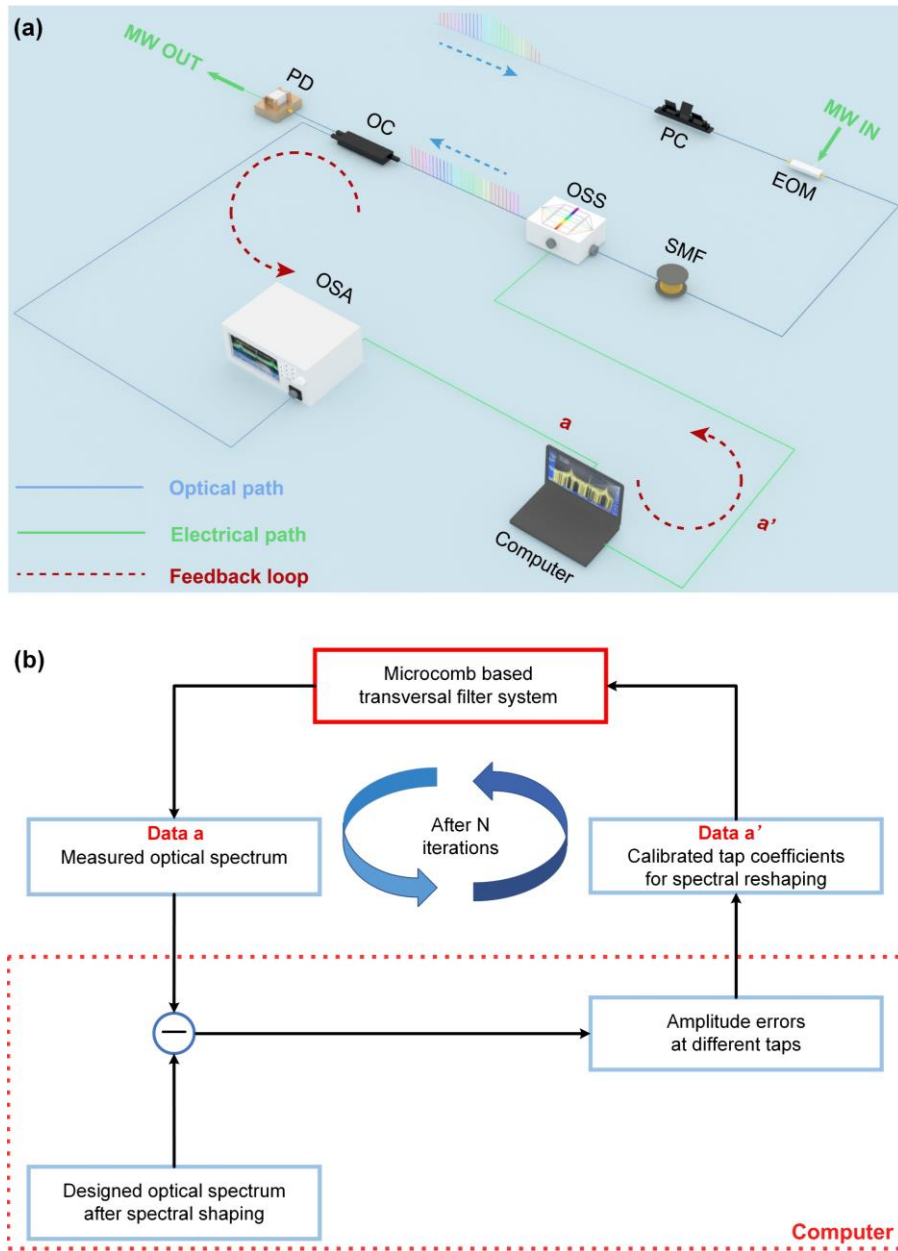 (a)
MW OUT
PD
OC
PC
MW IN
EOM
OSS
SMF
OSA
a
a’
Computer
Optical path
Electrical path
Feedback loop
(b)
Microcomb based
transversal filter system
Data a
Measured optical spectrum
After N
iterations
Data a’
Calibrated tap coefficients
for spectral reshaping
Amplitude errors
at different taps
Designed optical spectrum
after spectral shaping
Computer